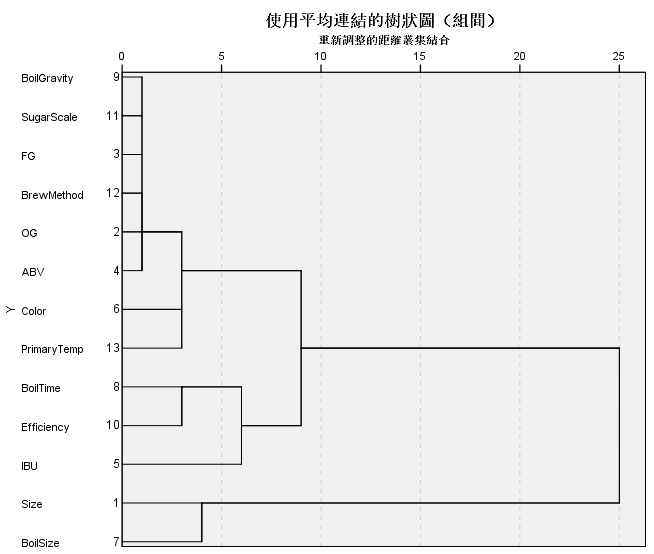 使用平均連結的樹狀圖（組間）
重新調整的距離叢集結合
0 5 10 15 20 25
BoilGravity 9
SugarScale 11
FG 3
BrewMethod 12
OG 2
ABV 4
Y
Color 6
PrimaryTemp 13
BoilTime 8
Efficiency 10
IBU 5
Size 1
BoilSize 7